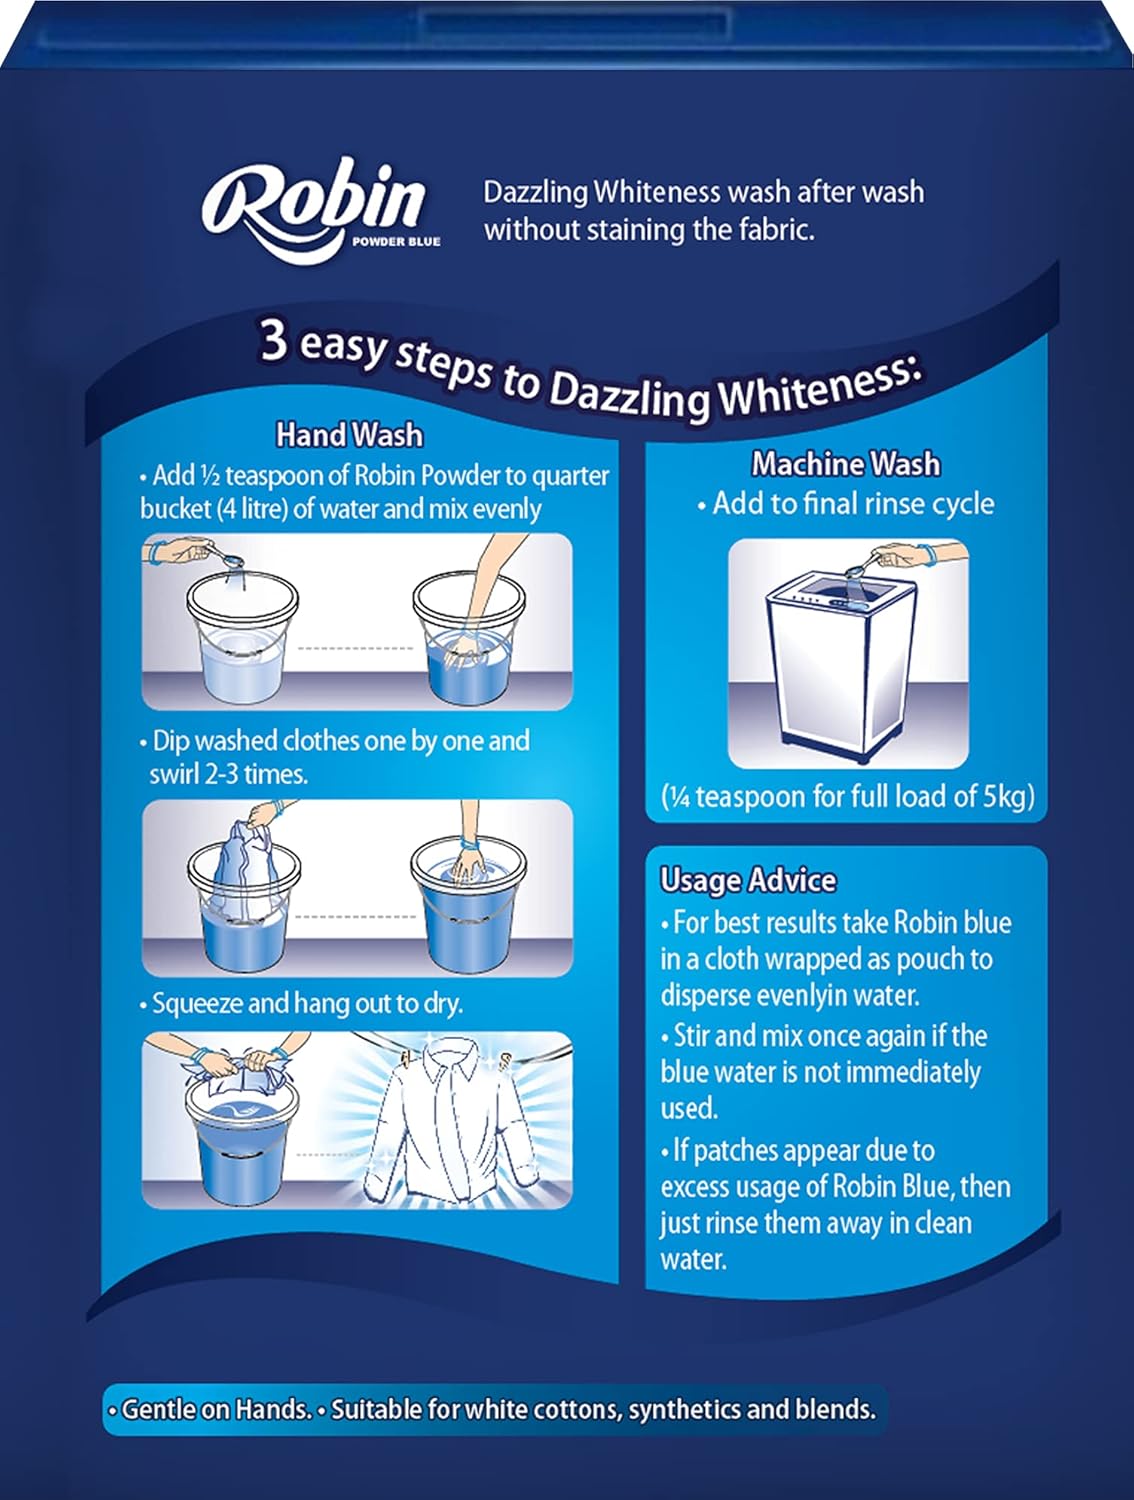 Robin
POWDER BLUE
Dazzling Whiteness wash after wash
without staining the fabric.
3 easy steps to Dazzling Whiteness:
Hand Wash
• Add ½ teaspoon of Robin Powder to quarter
bucket (4 litre) of water and mix evenly
• Dip washed clothes one by one and
swirl 2-3 times.
• Squeeze and hang out to dry.
Machine Wash
• Add to final rinse cycle
(¼ teaspoon for full load of 5kg)
Usage Advice
• For best results take Robin blue
in a cloth wrapped as pouch to
disperse evenlyin water.
• Stir and mix once again if the
blue water is not immediately
used.
• If patches appear due to
excess usage of Robin Blue, then
just rinse them away in clean
water.
• Gentle on Hands. • Suitable for white cottons, synthetics and blends.